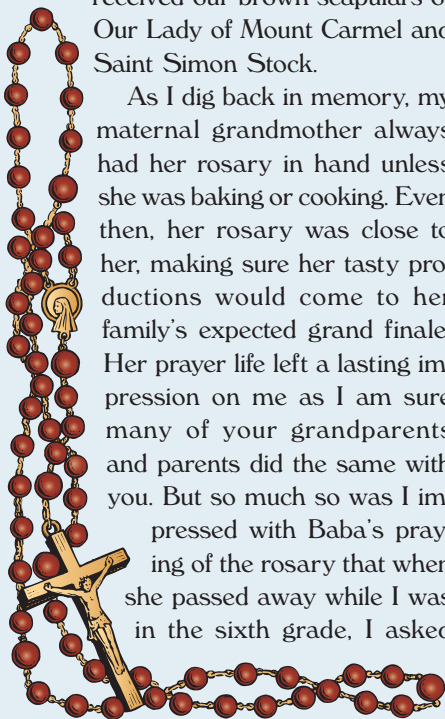 received our brown scapulars o
Our Lady of Mount Carmel and
Saint Simon Stock.
As I dig back in memory, my
maternal grandmother always
had her rosary in hand unless
she was baking or cooking. Even
then, her rosary was close to
her, making sure her tasty pro
ductions would come to her
family’s expected grand finale
Her prayer life left a lasting im
pression on me as I am sure
many of your grandparents
and parents did the same with
you. But so much so was I im
pressed with Baba’s pray
ing of the rosary that when
she passed away while I was
in the sixth grade, I asked